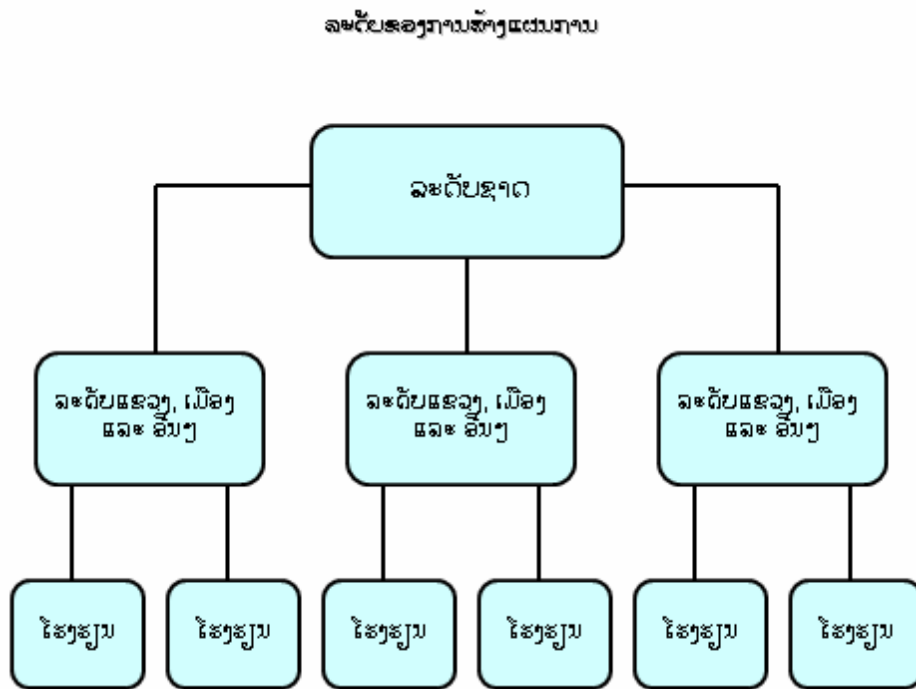 ລະດັບຂອງການສ້າງແຜນການ
ລະດັບຊາດ
ລະດັບແຂວງ, ເມືອງ
ແລະ ອື່ນໆ
ລະດັບແຂວງ, ເມືອງ
ແລະ ອື່ນໆ
ລະດັບແຂວງ, ເມືອງ
ແລະ ອື່ນໆ
ໂຮງຮຽນ
ໂຮງຮຽນ
ໂຮງຮຽນ
ໂຮງຮຽນ
ໂຮງຮຽນ
ໂຮງຮຽນ